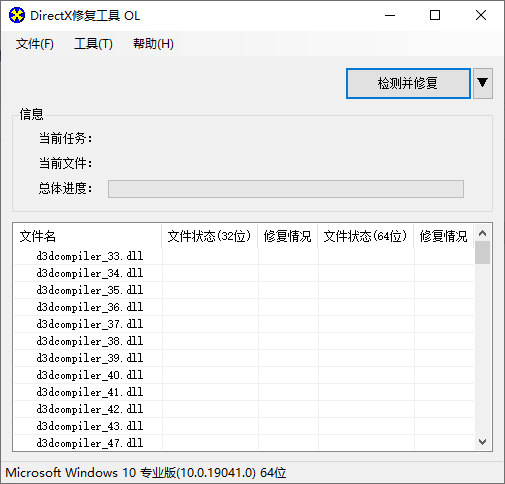 DirectX修复工具 OL
文件(F) 工具(T) 帮助(H)
检测并修复
信息
当前任务：
当前文件：
总体进度：
文件名 文件状态(32位) 修复情况 文件状态(64位) 修复情况
d3dcompiler_33.dll
d3dcompiler_34.dll
d3dcompiler_35.dll
d3dcompiler_36.dll
d3dcompiler_37.dll
d3dcompiler_38.dll
d3dcompiler_39.dll
d3dcompiler_40.dll
d3dcompiler_41.dll
d3dcompiler_42.dll
d3dcompiler_43.dll
d3dcompiler_47.dll
Microsoft Windows 10 专业版(10.0.19041.0) 64位